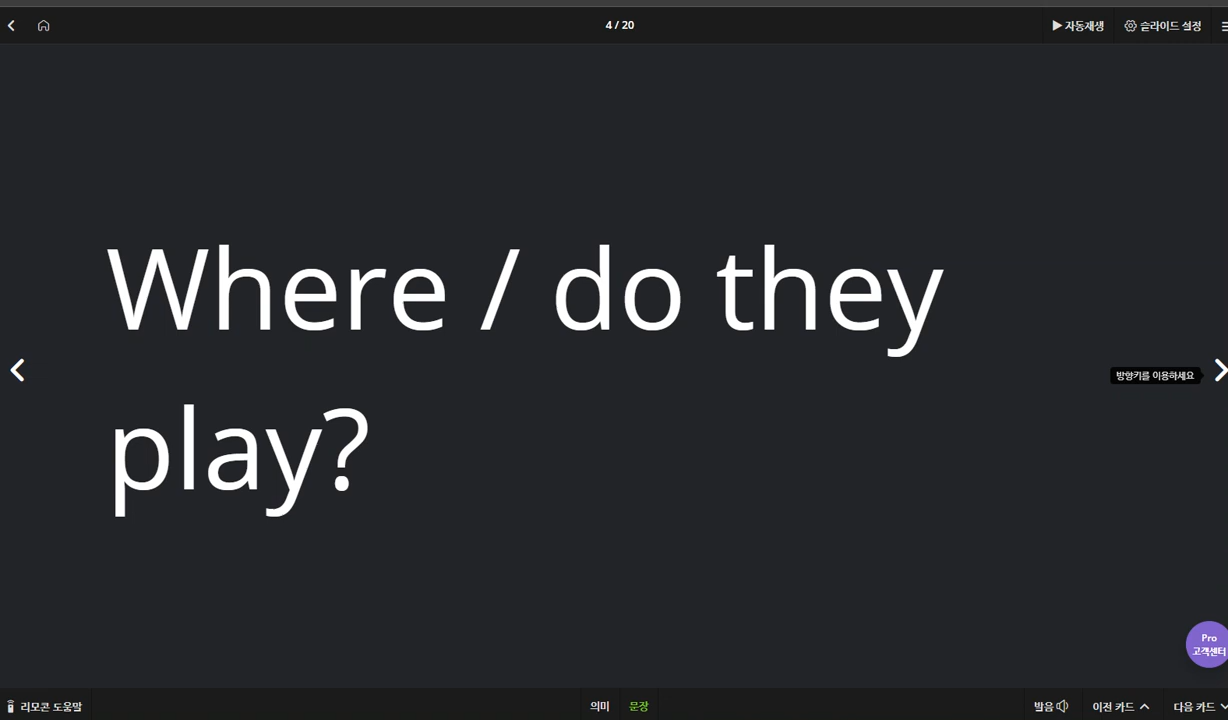 4 / 20
자동재생
슬라이드 설정
Where / do they
play?
방향키를 이용하세요
Pro
고객센터
리모콘 도움말
의미
문장
발음
이전 카드
다음 카드